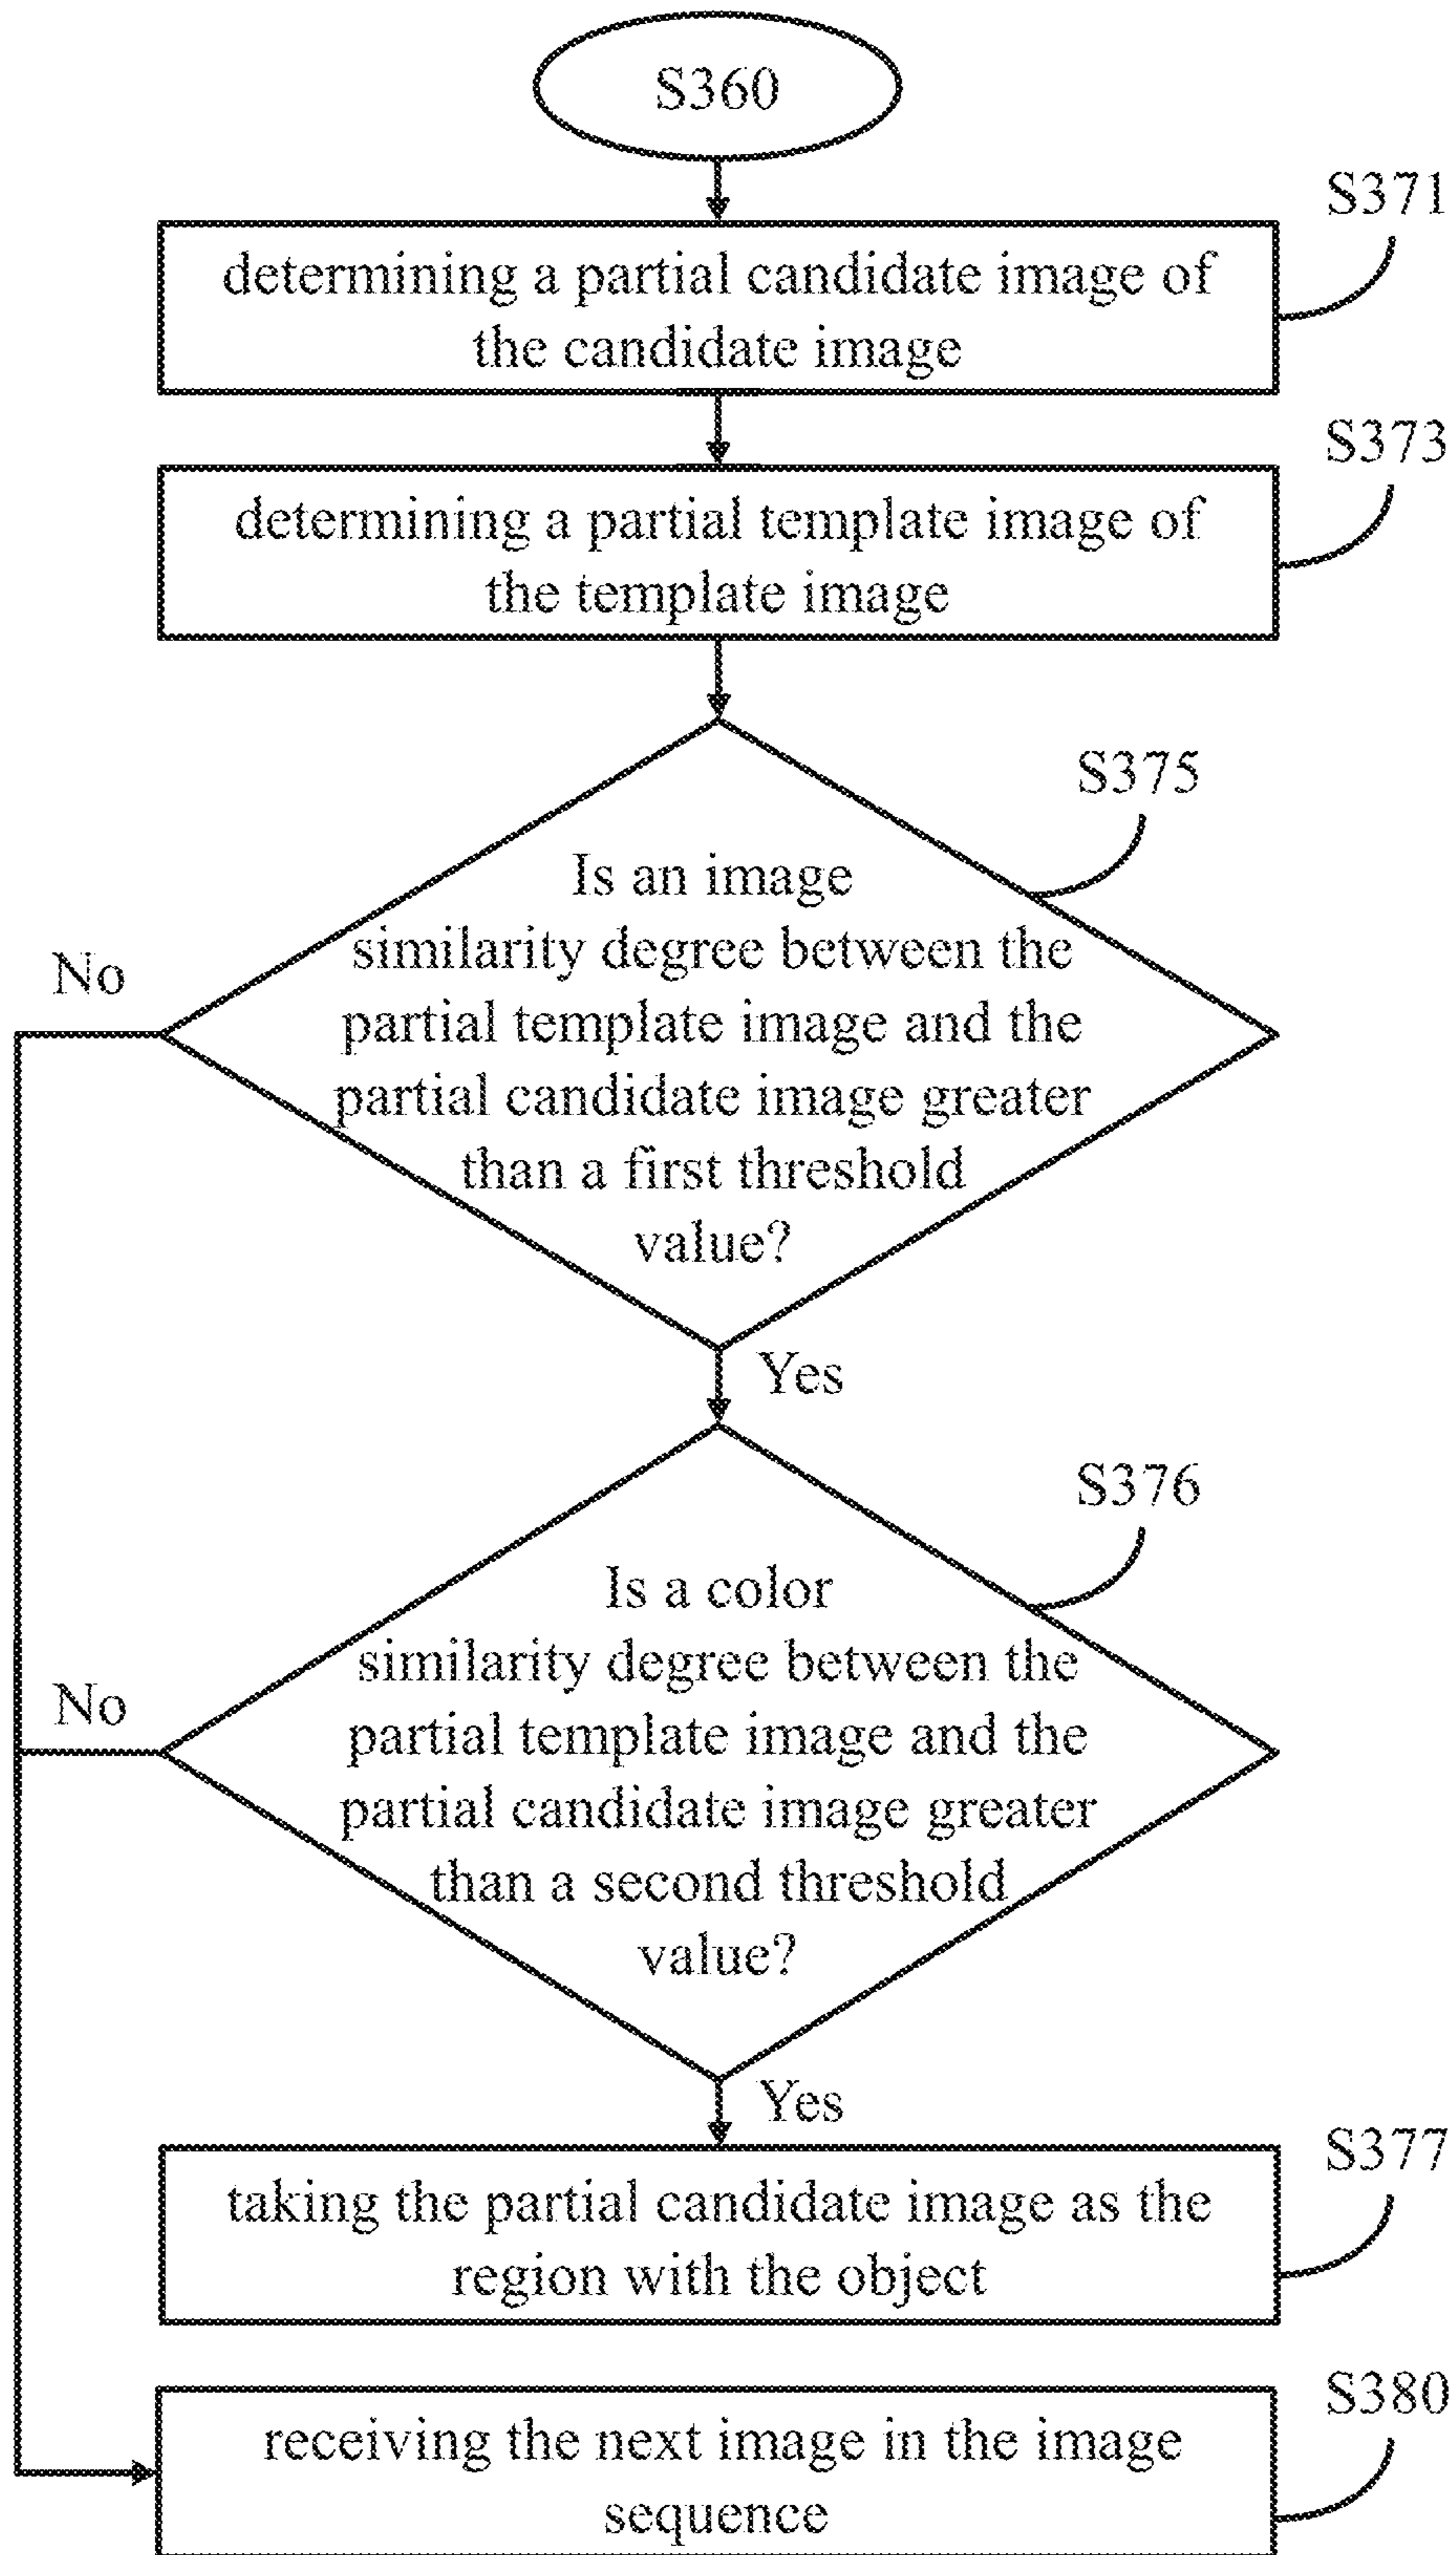 S360
S371
determining a partial candidate image of
the candidate image
S373
determining a partial template image of
the template image
S375
Is an image
similarity degree between the
partial template image and the
partial candidate image greater
than a first threshold
value?
No
Yes
S376
Is a color
similarity degree between the
partial template image and the
partial candidate image greater
than a second threshold
value?
No
Yes
S377
taking the partial candidate image as the
region with the object
S380
receiving the next image in the image
sequence